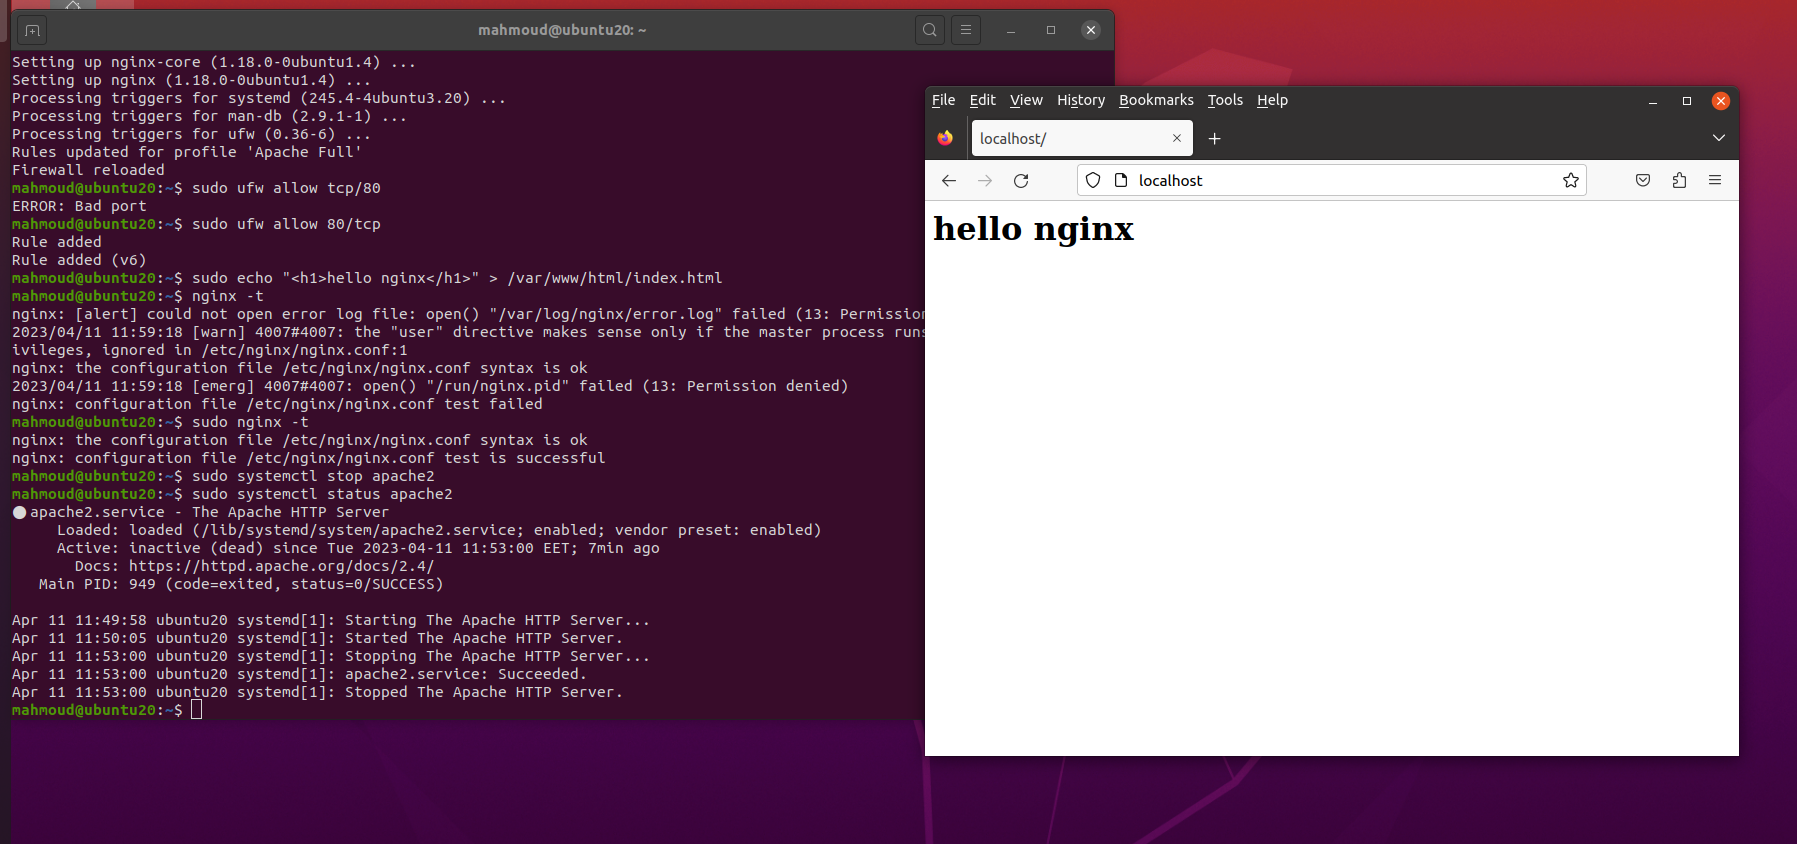 mahmoud@ubuntu20: ~
Setting up nginx-core (1.18.0-0ubuntu1.4) ...
Setting up nginx (1.18.0-0ubuntu1.4) ...
Processing triggers for systemd (245.4-4ubuntu3.20) ...
Processing triggers for man-db (2.9.1-1) ...
Processing triggers for ufw (0.36-6) ...
Rules updated for profile 'Apache Full'
Firewall reloaded
mahmoud@ubuntu20:~$ sudo ufw allow tcp/80
ERROR: Bad port
mahmoud@ubuntu20:~$ sudo ufw allow 80/tcp
Rule added
Rule added (v6)
mahmoud@ubuntu20:~$ sudo echo "<h1>hello nginx</h1>" > /var/www/html/index.html
mahmoud@ubuntu20:~$ nginx -t
nginx: [alert] could not open error log file: open() "/var/log/nginx/error.log" failed (13: Permission
2023/04/11 11:59:18 [warn] 4007#4007: the "user" directive makes sense only if the master process runs
ivileges, ignored in /etc/nginx/nginx.conf:1
nginx: the configuration file /etc/nginx/nginx.conf syntax is ok
2023/04/11 11:59:18 [emerg] 4007#4007: open() "/run/nginx.pid" failed (13: Permission denied)
nginx: configuration file /etc/nginx/nginx.conf test failed
mahmoud@ubuntu20:~$ sudo nginx -t
nginx: the configuration file /etc/nginx/nginx.conf syntax is ok
nginx: configuration file /etc/nginx/nginx.conf test is successful
mahmoud@ubuntu20:~$ sudo systemctl stop apache2
mahmoud@ubuntu20:~$ sudo systemctl status apache2
● apache2.service - The Apache HTTP Server
Loaded: loaded (/lib/systemd/system/apache2.service; enabled; vendor preset: enabled)
Active: inactive (dead) since Tue 2023-04-11 11:53:00 EET; 7min ago
Docs: https://httpd.apache.org/docs/2.4/
Main PID: 949 (code=exited, status=0/SUCCESS)
Apr 11 11:49:58 ubuntu20 systemd[1]: Starting The Apache HTTP Server...
Apr 11 11:50:05 ubuntu20 systemd[1]: Started The Apache HTTP Server.
Apr 11 11:53:00 ubuntu20 systemd[1]: Stopping The Apache HTTP Server...
Apr 11 11:53:00 ubuntu20 systemd[1]: apache2.service: Succeeded.
Apr 11 11:53:00 ubuntu20 systemd[1]: Stopped The Apache HTTP Server.
mahmoud@ubuntu20:~$
File Edit View History Bookmarks Tools Help
localhost/
localhost
hello nginx